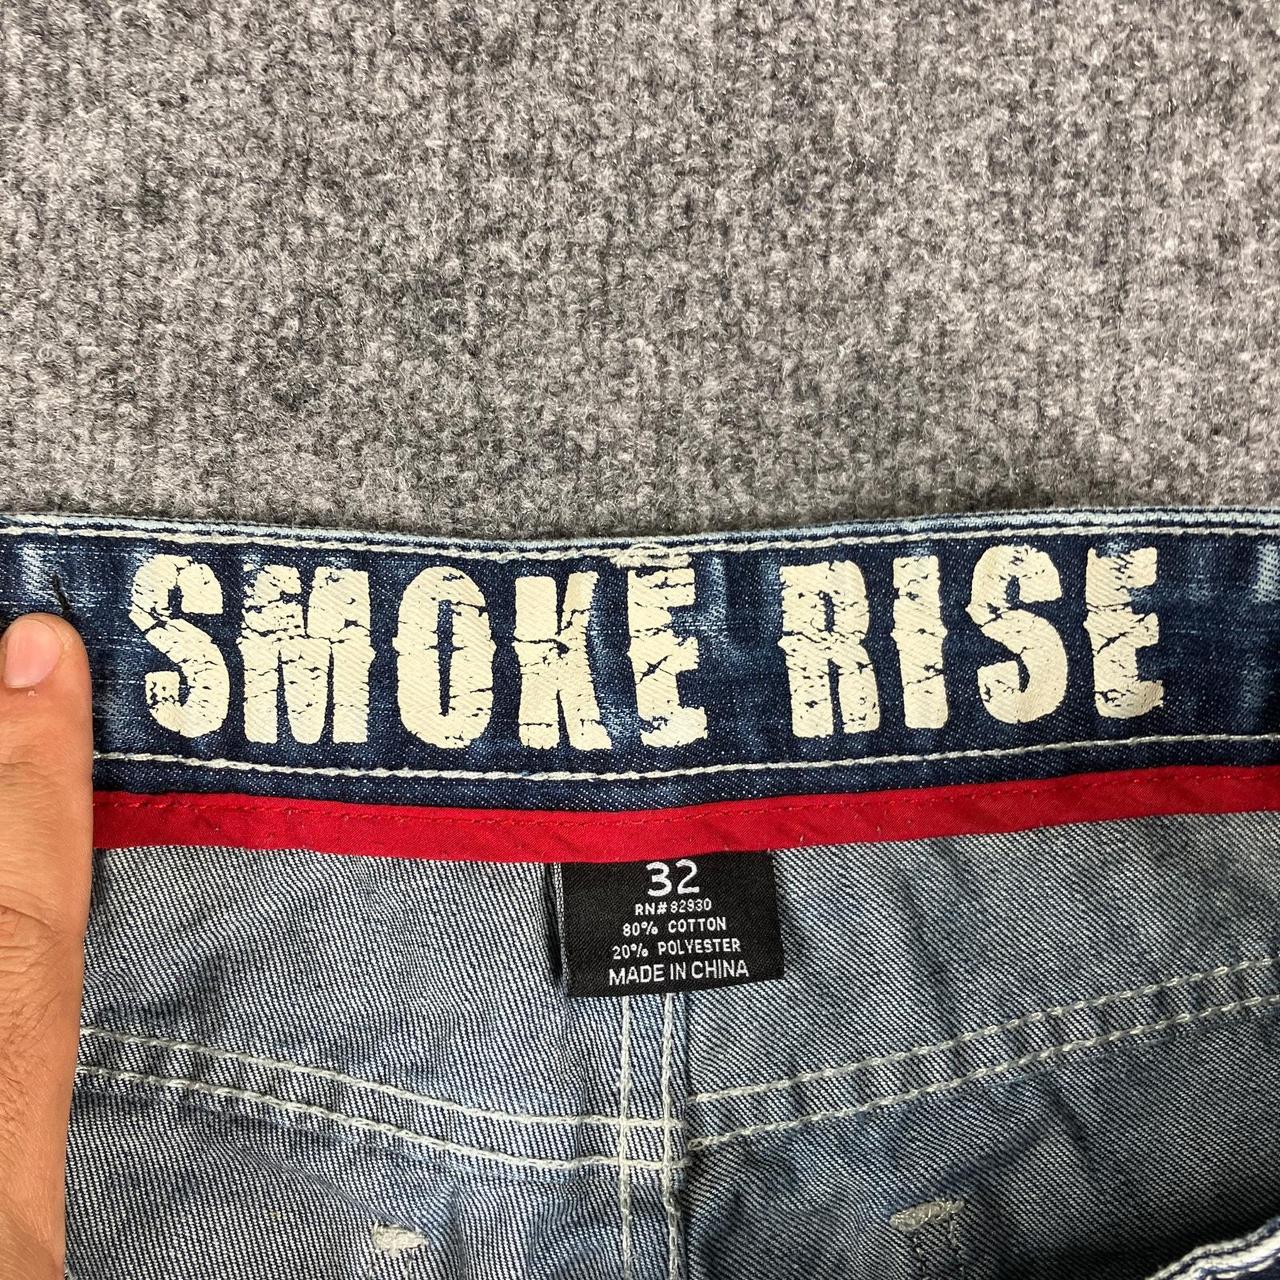 SMOKE RISE
32
RN#82930
80% COTTON
20% POLYESTER
MADE IN CHINA